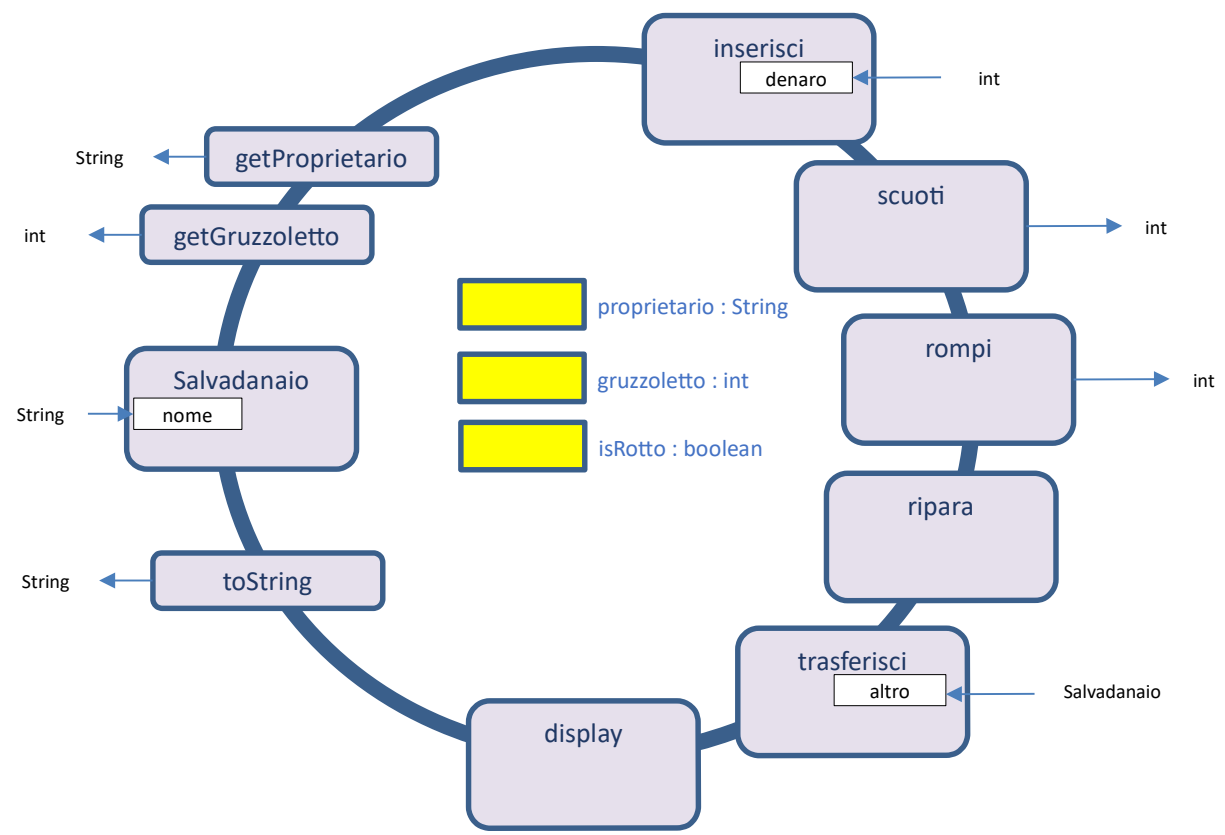 inserisci
denaro
int
String
getProprietario
scuoti
int
getGruzzoletto
int
proprietario : String
rompi
int
Salvadanaio
gruzzoletto : int
String
nome
isRotto : boolean
ripara
String
toString
trasferisci
altro
Salvadanaio
display